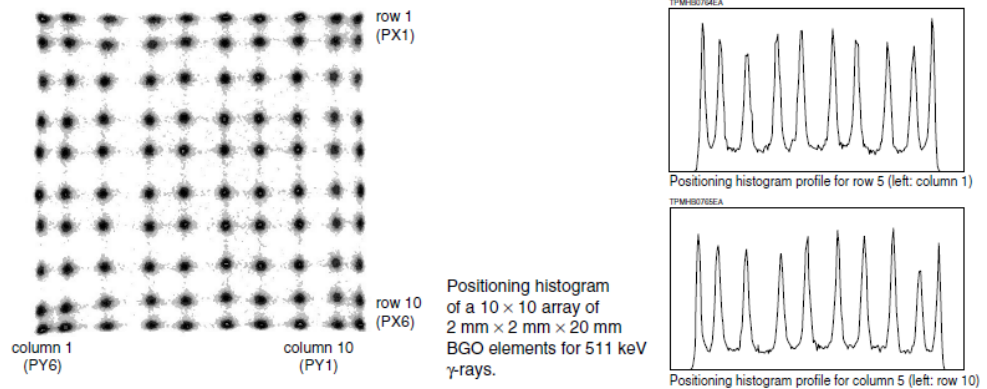 row 1
(PX1)
row 10
(PX6)
column 1
(PY6)
column 10
(PY1)
Positioning histogram
of a 10 × 10 array of
2 mm × 2 mm × 20 mm
BGO elements for 511 keV
γ-rays.
TPMHB0764EA
Positioning histogram profile for row 5 (left: column 1)
TPMHB0765EA
Positioning histogram profile for column 5 (left: row 10)